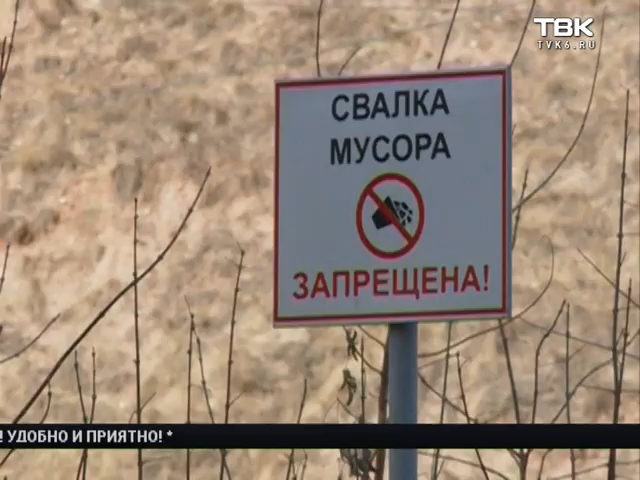 ТВК
TVK6.RU
СВАЛКА
МУСОРА
ЗАПРЕЩЕНА!
! УДОБНО И ПРИЯТНО! *